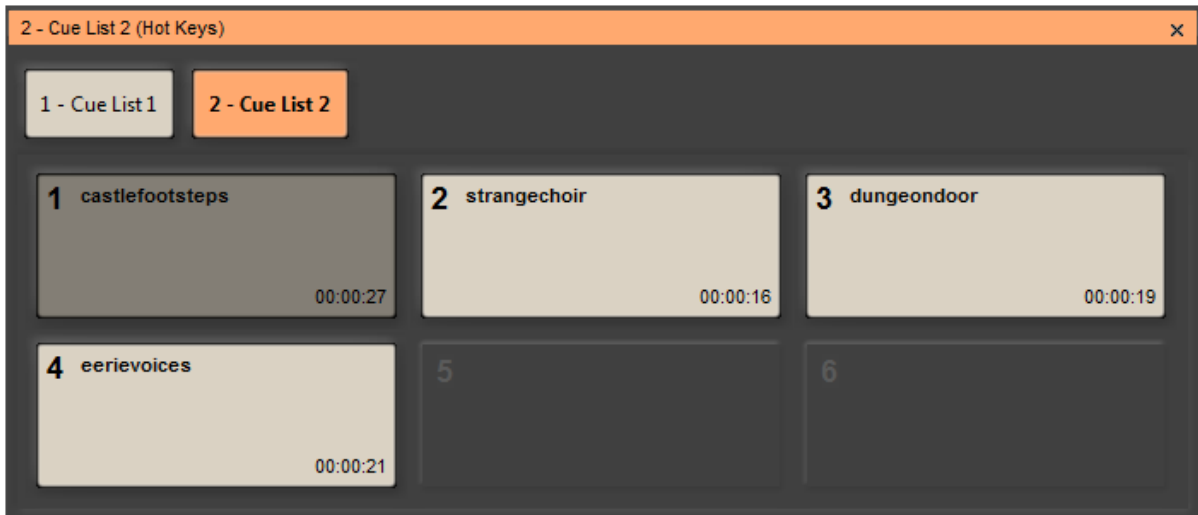 2 - Cue List 2 (Hot Keys)
1 - Cue List 1
2 - Cue List 2
1 castlefootsteps
00:00:27
2 strangechoir
00:00:16
3 dungeondoor
00:00:19
4 eerievoices
00:00:21
5
6